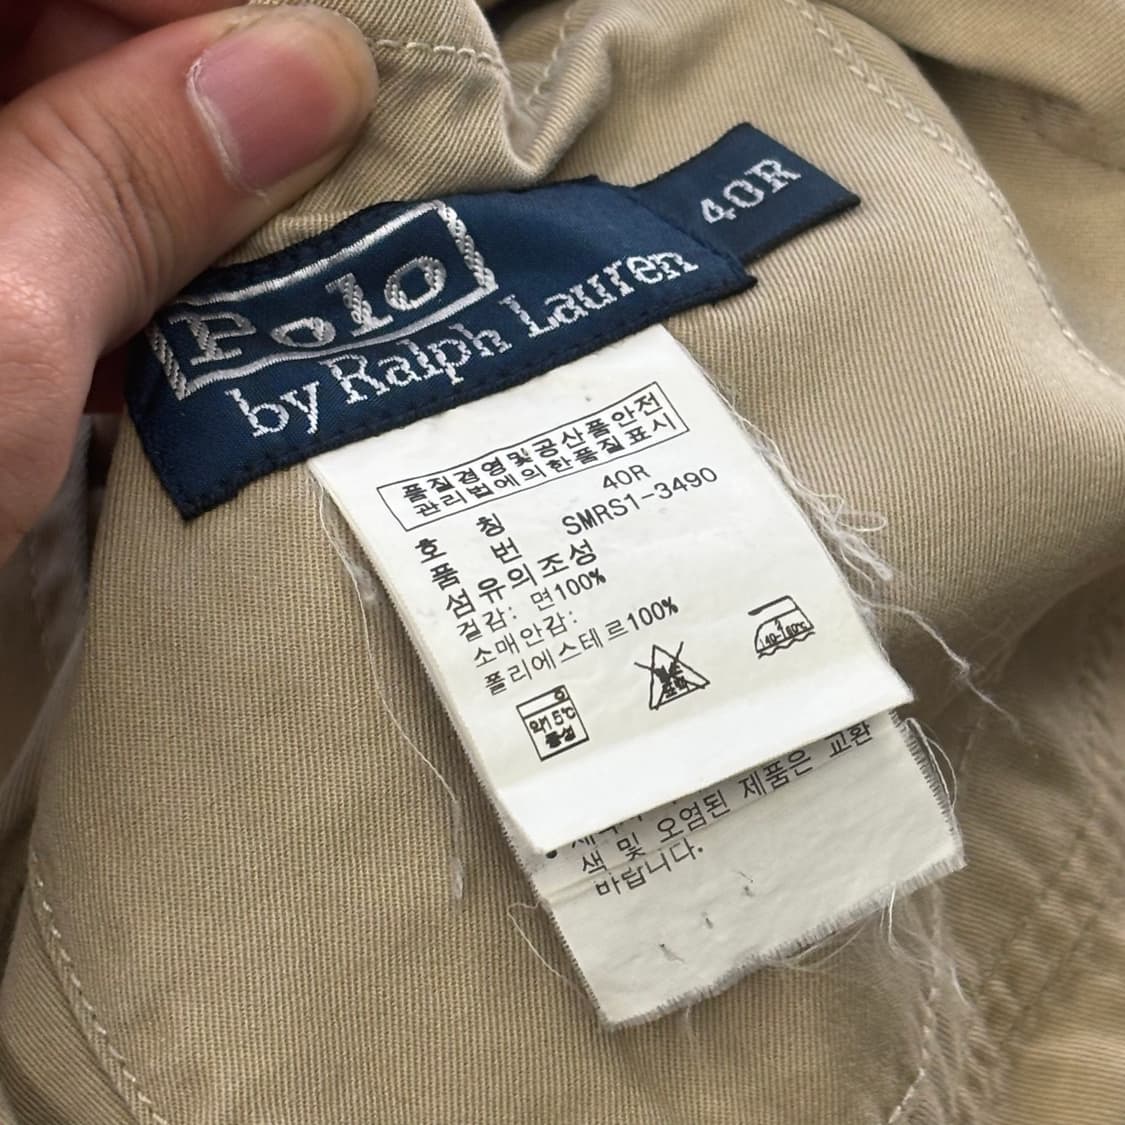 Polo
by Ralph Lauren
40R
품질경영및공산품안전
관리법에의한품질표시
호 칭 40R
품 번 SMRS1-3490
섬유의조성
겉감: 면100%
소매안감:
폴리에스테르100%
약15℃
중성
140-160℃
색 및 오염된 제품은 교환
바랍니다.